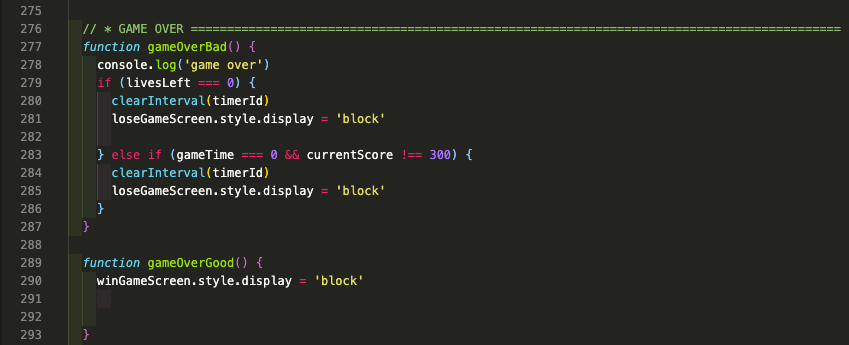 275
276 // * GAME OVER ==========================================================================================
277 function gameOverBad() {
278 console.log('game over')
279 if (livesLeft === 0) {
280 clearInterval(timerId)
281 loseGameScreen.style.display = 'block'
282
283 } else if (gameTime === 0 && currentScore !== 300) {
284 clearInterval(timerId)
285 loseGameScreen.style.display = 'block'
286 }
287 }
288
289 function gameOverGood() {
290 winGameScreen.style.display = 'block'
291
292
293 }